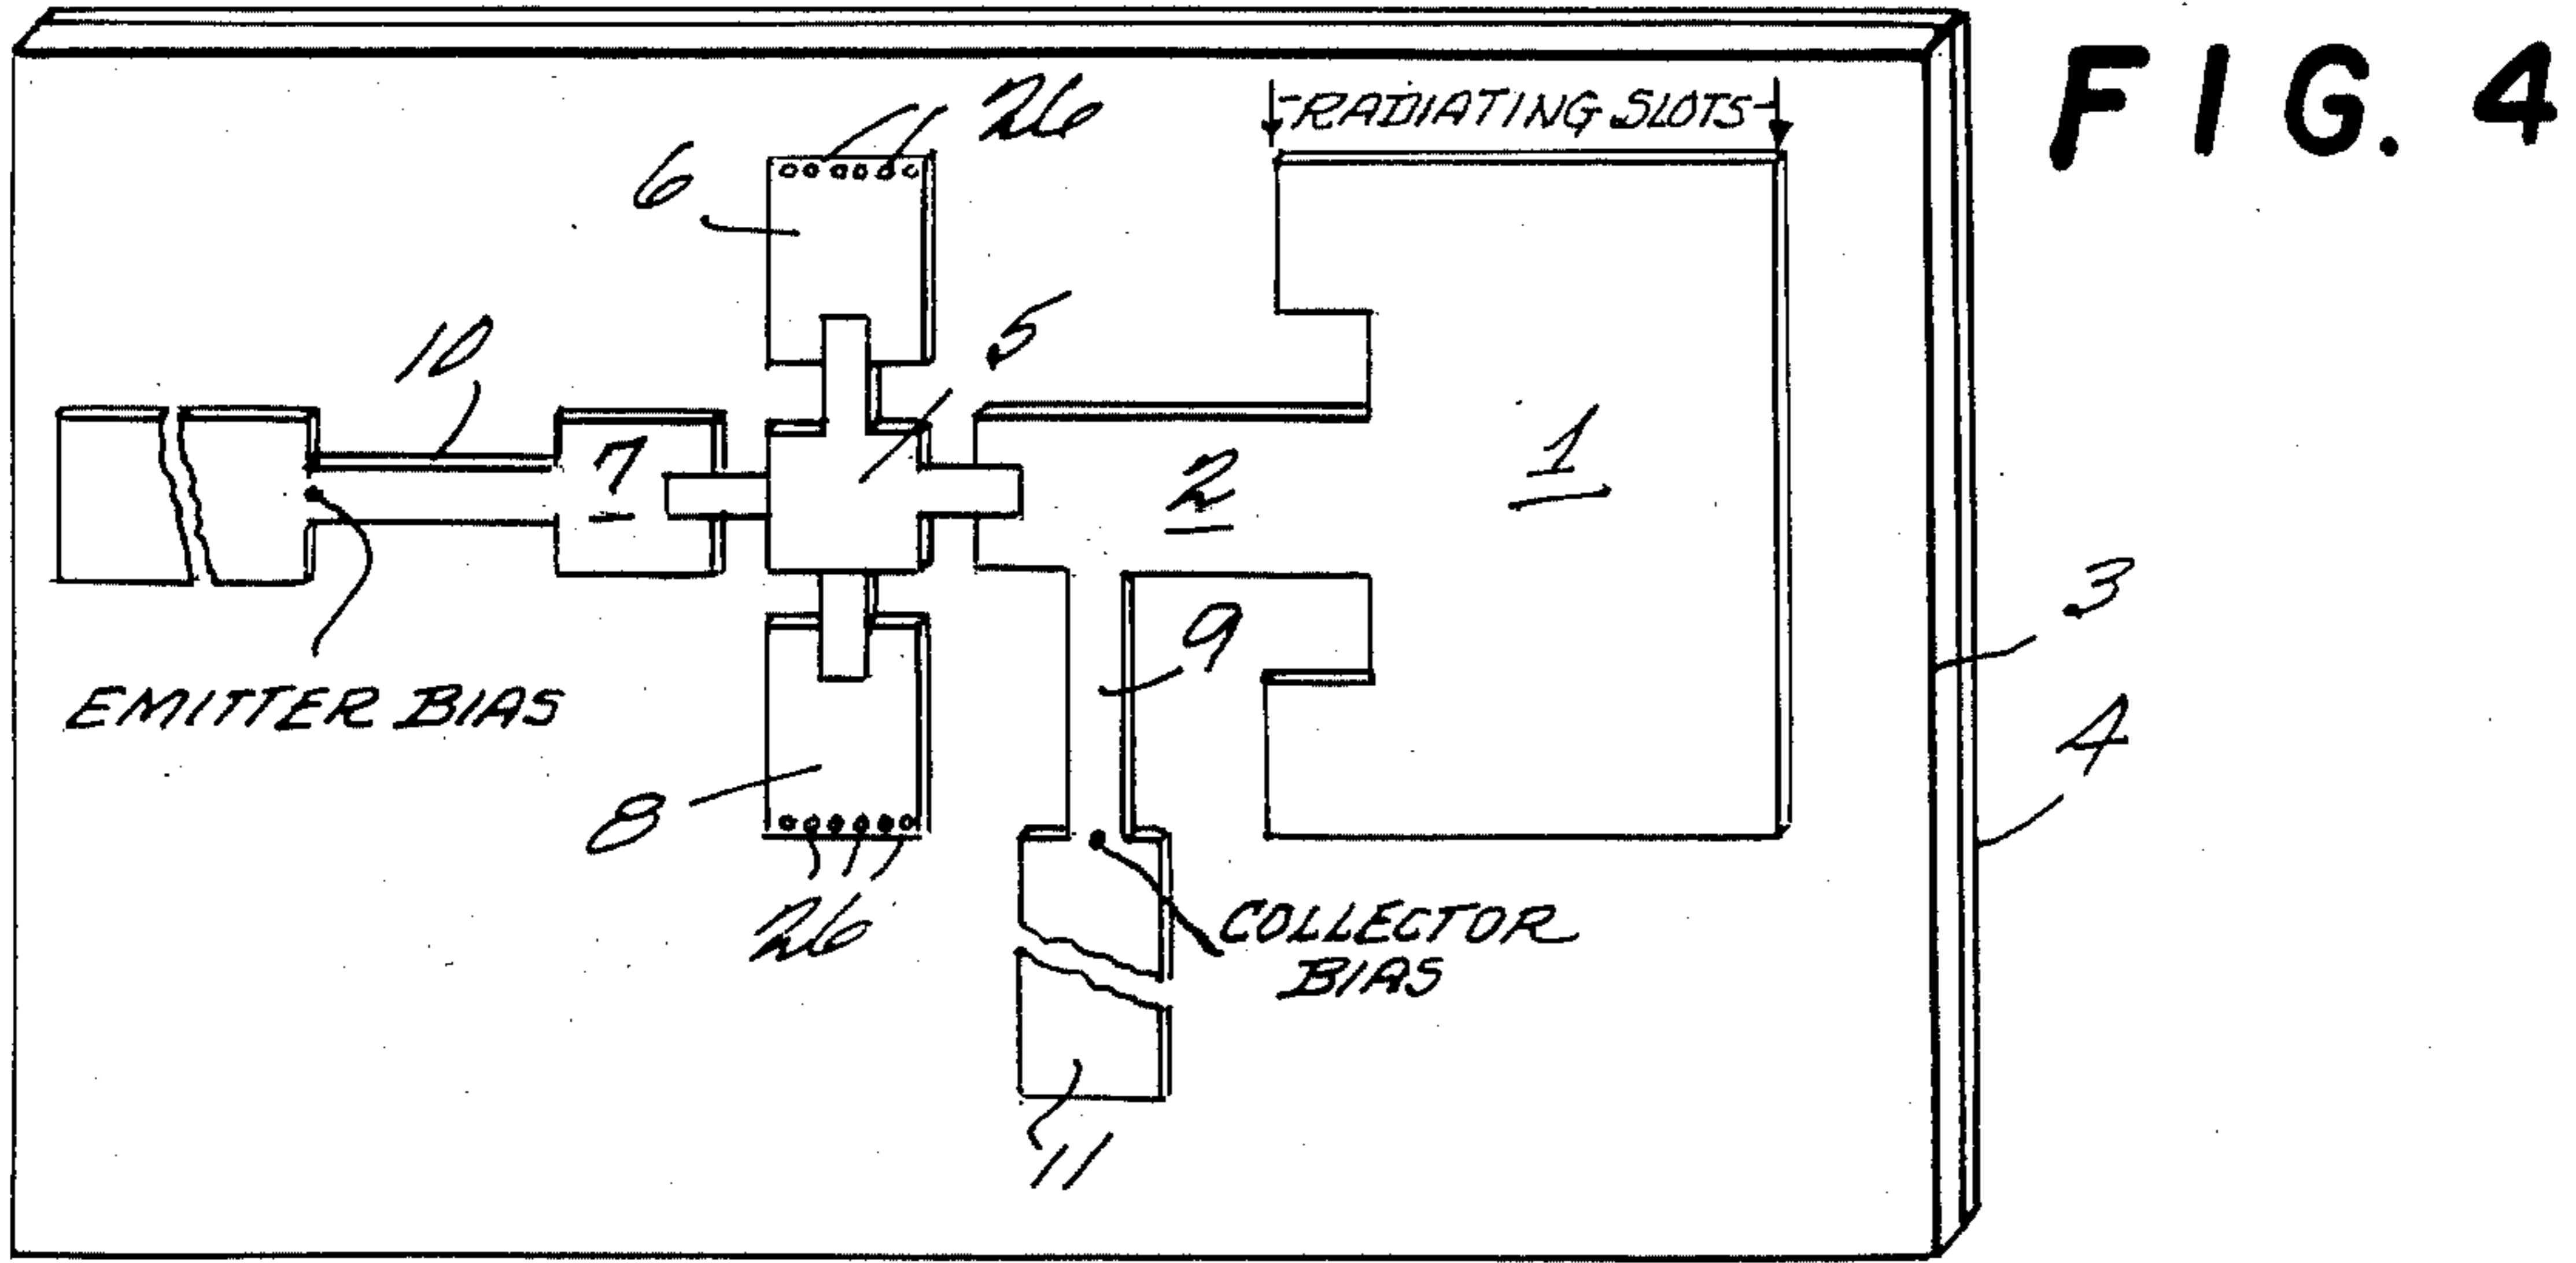 FIG. 4
RADIATING SLOTS
26
6
5
10
7
2
1
3
9
EMITTER BIAS
4
8
26
COLLECTOR
BIAS
11